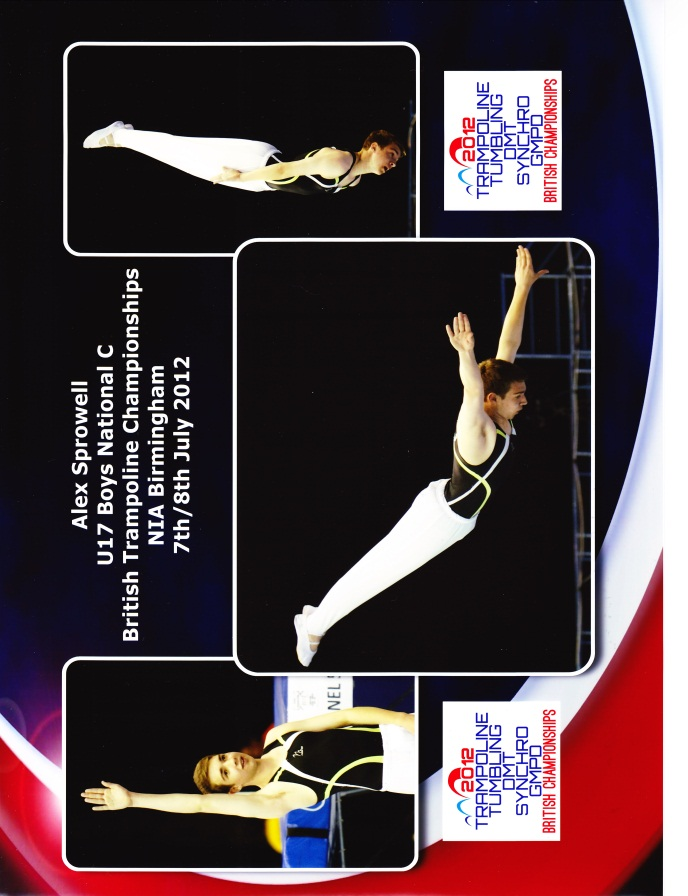 2012
TRAMPOLINE
TUMBLING
DMT
SYNCHRO
GMPD
BRITISH CHAMPIONSHIPS
Alex Sprowell
U17 Boys National C
British Trampoline Championships
NIA Birmingham
7th/8th July 2012
NEL
2012
TRAMPOLINE
TUMBLING
DMT
SYNCHRO
GMPD
BRITISH CHAMPIONSHIPS